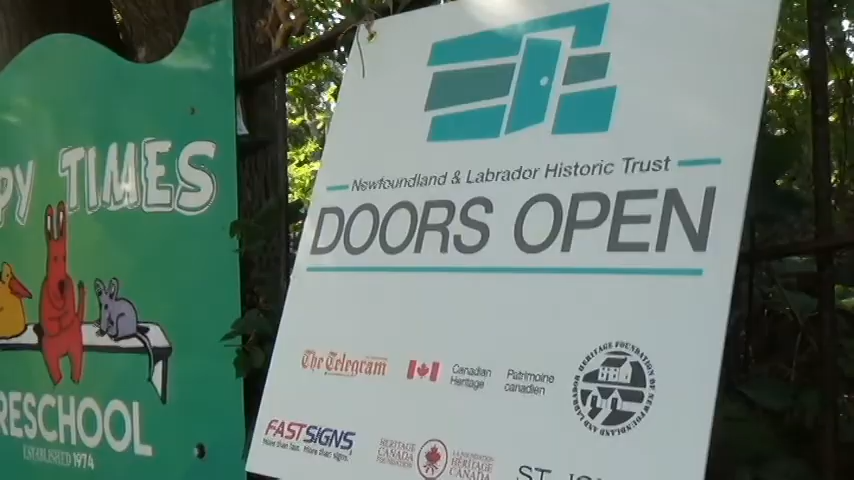 PY TIMES
RESCHOOL
ESTABLISHED 1974
Newfoundland & Labrador Historic Trust
DOORS OPEN
The Telegram
Canadian Heritage
Patrimoine canadien
HERITAGE FOUNDATION OF NEWFOUNDLAND AND LABRADOR
FASTSIGNS
More than fast. More than signs.
HERITAGE CANADA FOUNDATION
LA FONDATION HÉRITAGE CANADA
ST. JO